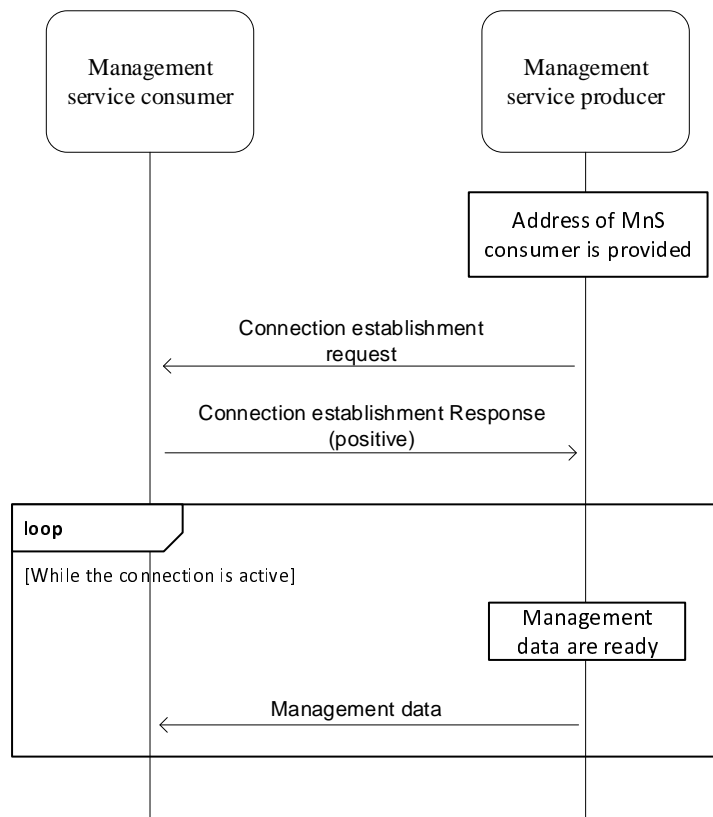 Management
service consumer
Management
service producer
Address of MnS
consumer is provided
Connection establishment
request
Connection establishment Response
(positive)
loop
[While the connection is active]
Management
data are ready
Management data